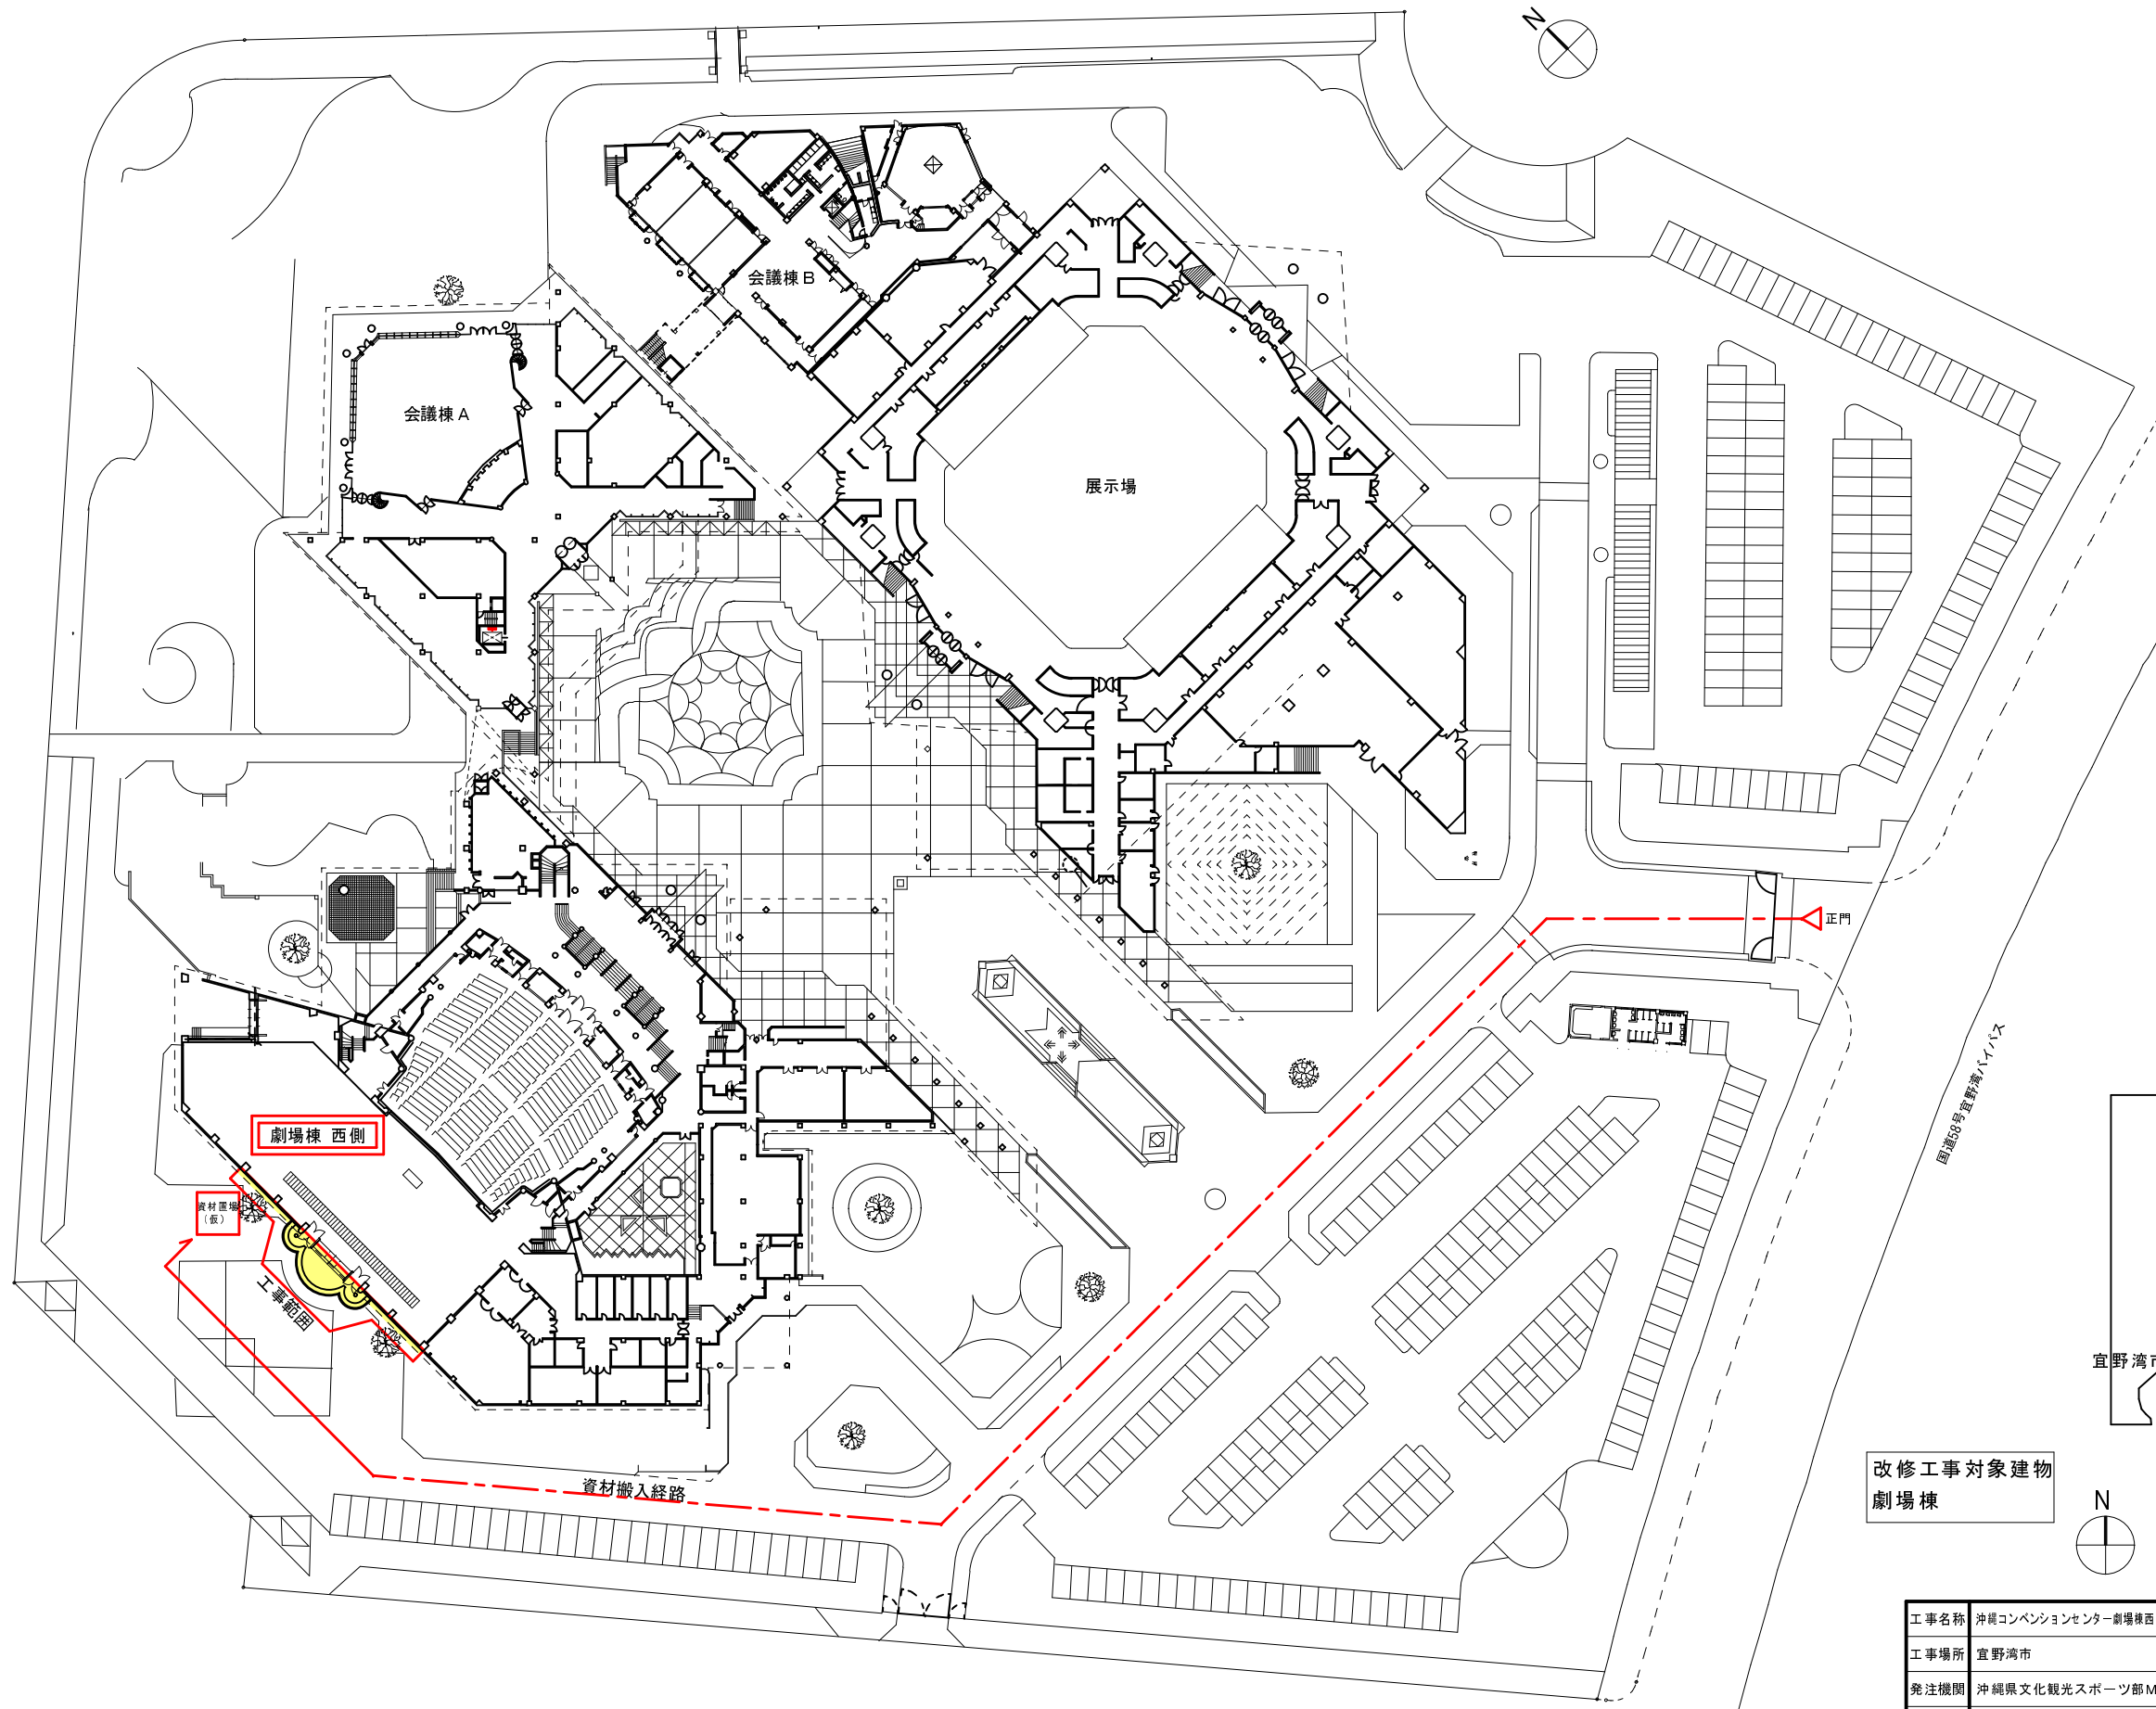 N
会議棟 B
会議棟 A
展示場
正門
国道58号宜野湾バイパス
劇場棟 西側
資材置場
(仮)
工事範囲
資材搬入経路
宜野湾市
改修工事対象建物
劇場棟
N
工事名称 沖縄コンベンションセンター劇場棟西
工事場所 宜野湾市
発注機関 沖縄県文化観光スポーツ部M